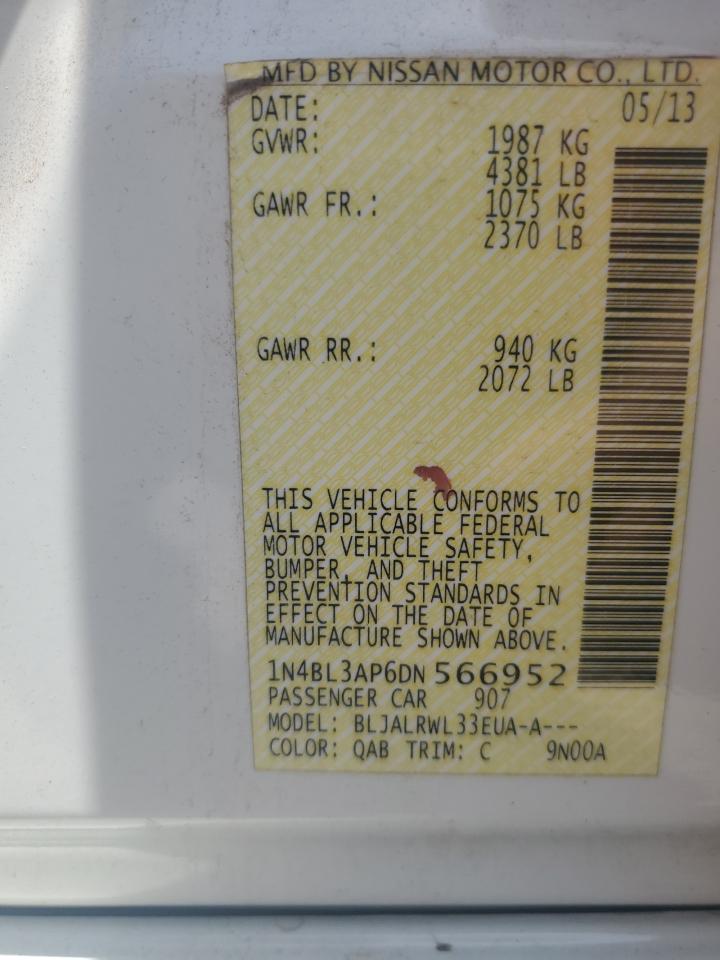 MFD BY NISSAN MOTOR CO., LTD.
DATE: 05/13
GVWR: 1987 KG
4381 LB
GAWR FR.: 1075 KG
2370 LB
GAWR RR.: 940 KG
2072 LB
THIS VEHICLE CONFORMS TO
ALL APPLICABLE FEDERAL
MOTOR VEHICLE SAFETY,
BUMPER, AND THEFT
PREVENTION STANDARDS IN
EFFECT ON THE DATE OF
MANUFACTURE SHOWN ABOVE.
1N4BL3AP6DN 566952
PASSENGER CAR 907
MODEL: BLJALRWL33EUA-A---
COLOR: QAB TRIM: C 9N00A